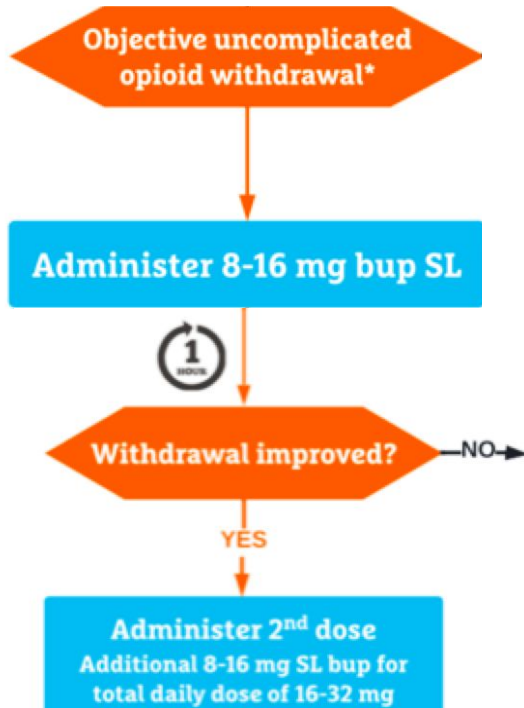 Objective uncomplicated
opioid withdrawal*
Administer 8-16 mg bup SL
1
HOUR
Withdrawal improved?
NO
YES
Administer 2nd dose
Additional 8-16 mg SL bup for
total daily dose of 16-32 mg